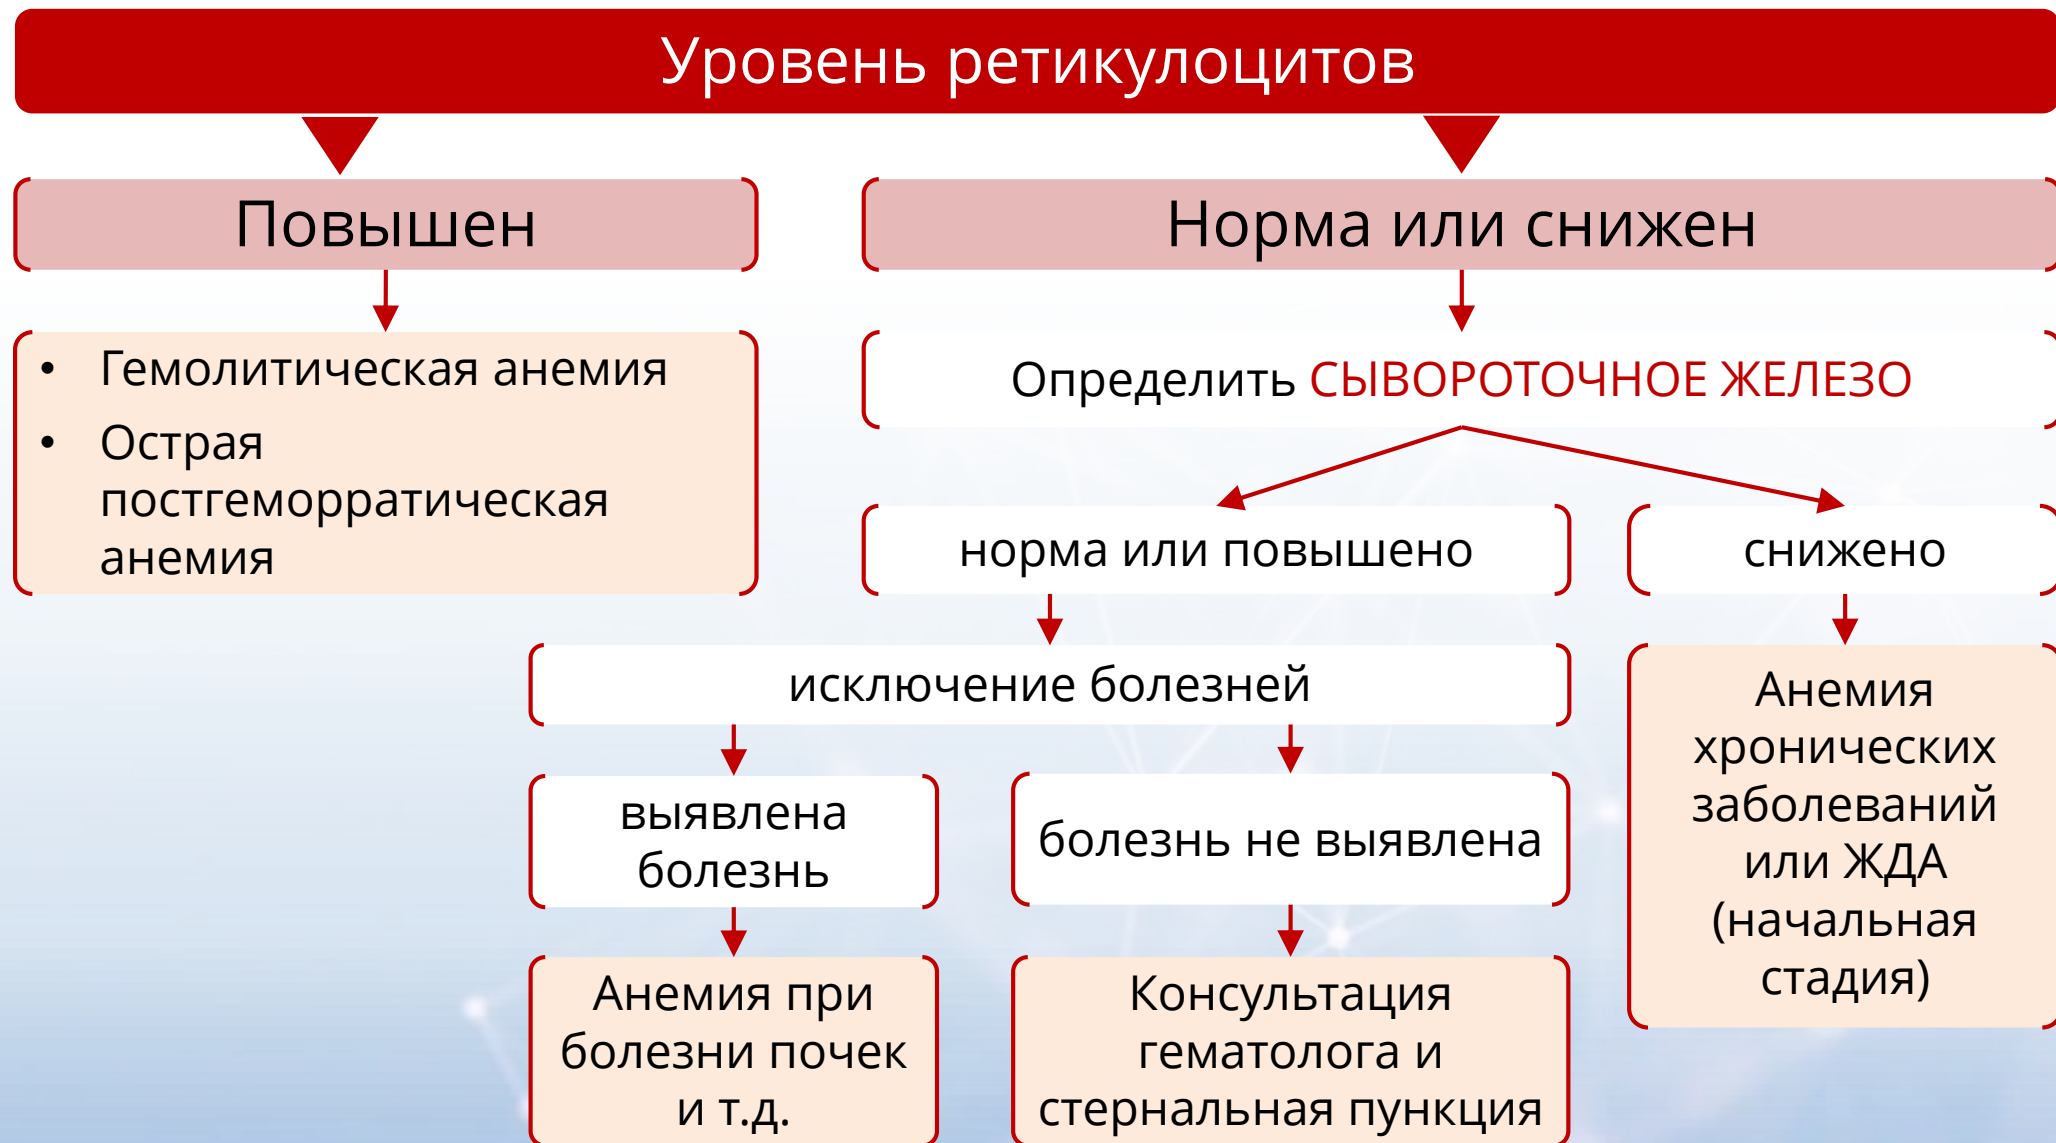 Уровень ретикулоцитов
Повышен
Норма или снижен
• Гемолитическая анемия
• Острая
постгеморратическая
анемия
Определить СЫВОРОТОЧНОЕ ЖЕЛЕЗО
норма или повышено
снижено
исключение болезней
выявлена
болезнь
болезнь не выявлена
Анемия
хронических
заболеваний
или ЖДА
(начальная
стадия)
Анемия при
болезни почек
и т.д.
Консультация
гематолога и
стернальная пункция